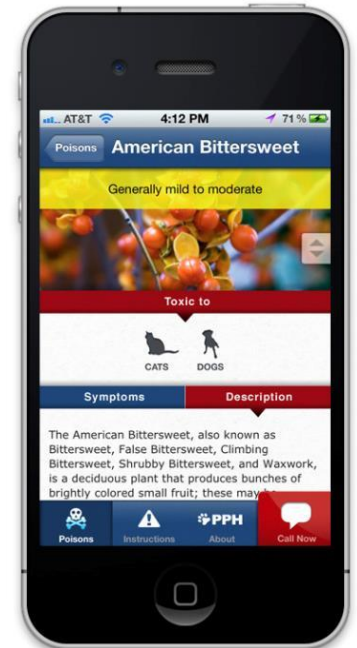 AT&T 4:12 PM 71 %
Poisons American Bittersweet
Generally mild to moderate
Toxic to
CATS DOGS
Symptoms Description
The American Bittersweet, also known as
Bittersweet, False Bittersweet, Climbing
Bittersweet, Shrubby Bittersweet, and Waxwork,
is a deciduous plant that produces bunches of
brightly colored small fruit; these may be
PPH
Poisons Instructions About Call Now